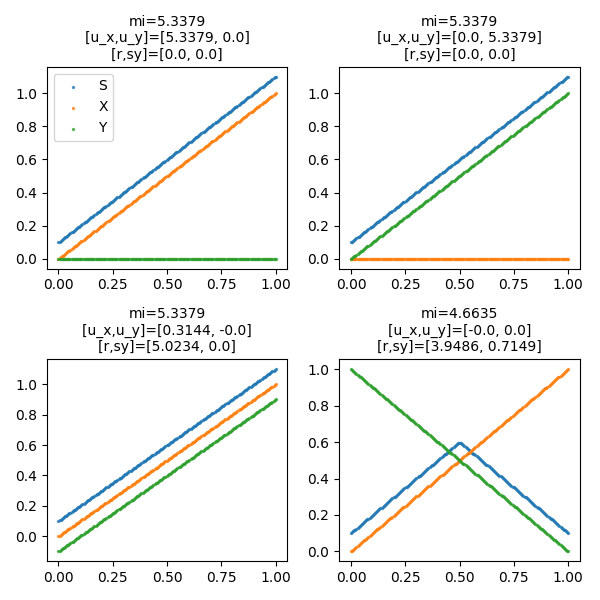 mi=5.3379
[u_x,u_y]=[5.3379, 0.0]
[r,sy]=[0.0, 0.0]
S
X
Y
1.0
0.8
0.6
0.4
0.2
0.0
0.00 0.25 0.50 0.75 1.00
mi=5.3379
[u_x,u_y]=[0.0, 5.3379]
[r,sy]=[0.0, 0.0]
1.0
0.8
0.6
0.4
0.2
0.0
0.00 0.25 0.50 0.75 1.00
mi=5.3379
[u_x,u_y]=[0.3144, -0.0]
[r,sy]=[5.0234, 0.0]
1.0
0.8
0.6
0.4
0.2
0.0
0.00 0.25 0.50 0.75 1.00
mi=4.6635
[u_x,u_y]=[-0.0, 0.0]
[r,sy]=[3.9486, 0.7149]
1.0
0.8
0.6
0.4
0.2
0.0
0.00 0.25 0.50 0.75 1.00